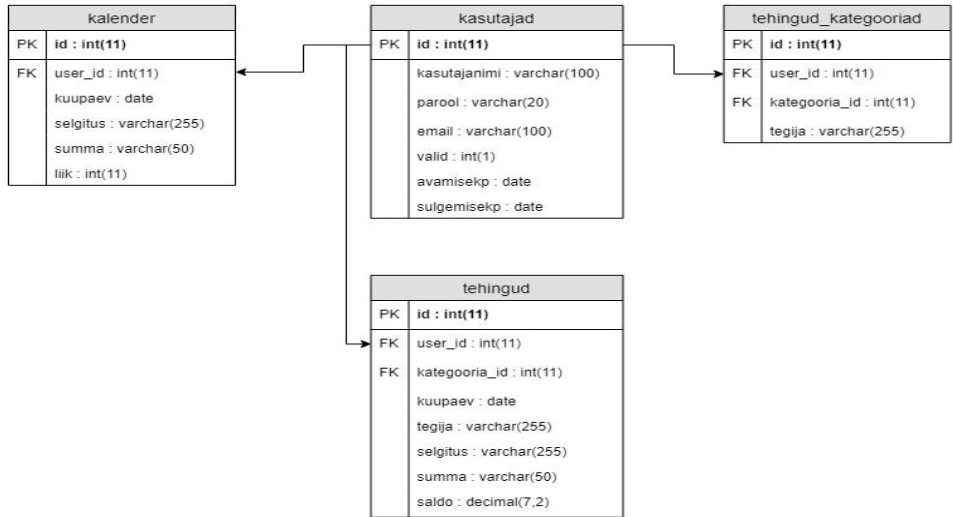 kalender
PK id : int(11)
FK user_id : int(11)
kuupaev : date
selgitus : varchar(255)
summa : varchar(50)
liik : int(11)
kasutajad
PK id : int(11)
kasutajanimi : varchar(100)
parool : varchar(20)
email : varchar(100)
valid : int(1)
avamisekp : date
sulgemisekp : date
tehingud_kategooriad
PK id : int(11)
FK user_id : int(11)
FK kategooria_id : int(11)
tegija : varchar(255)
tehingud
PK id : int(11)
FK user_id : int(11)
FK kategooria_id : int(11)
kuupaev : date
tegija : varchar(255)
selgitus : varchar(255)
summa : varchar(50)
saldo : decimal(7,2)